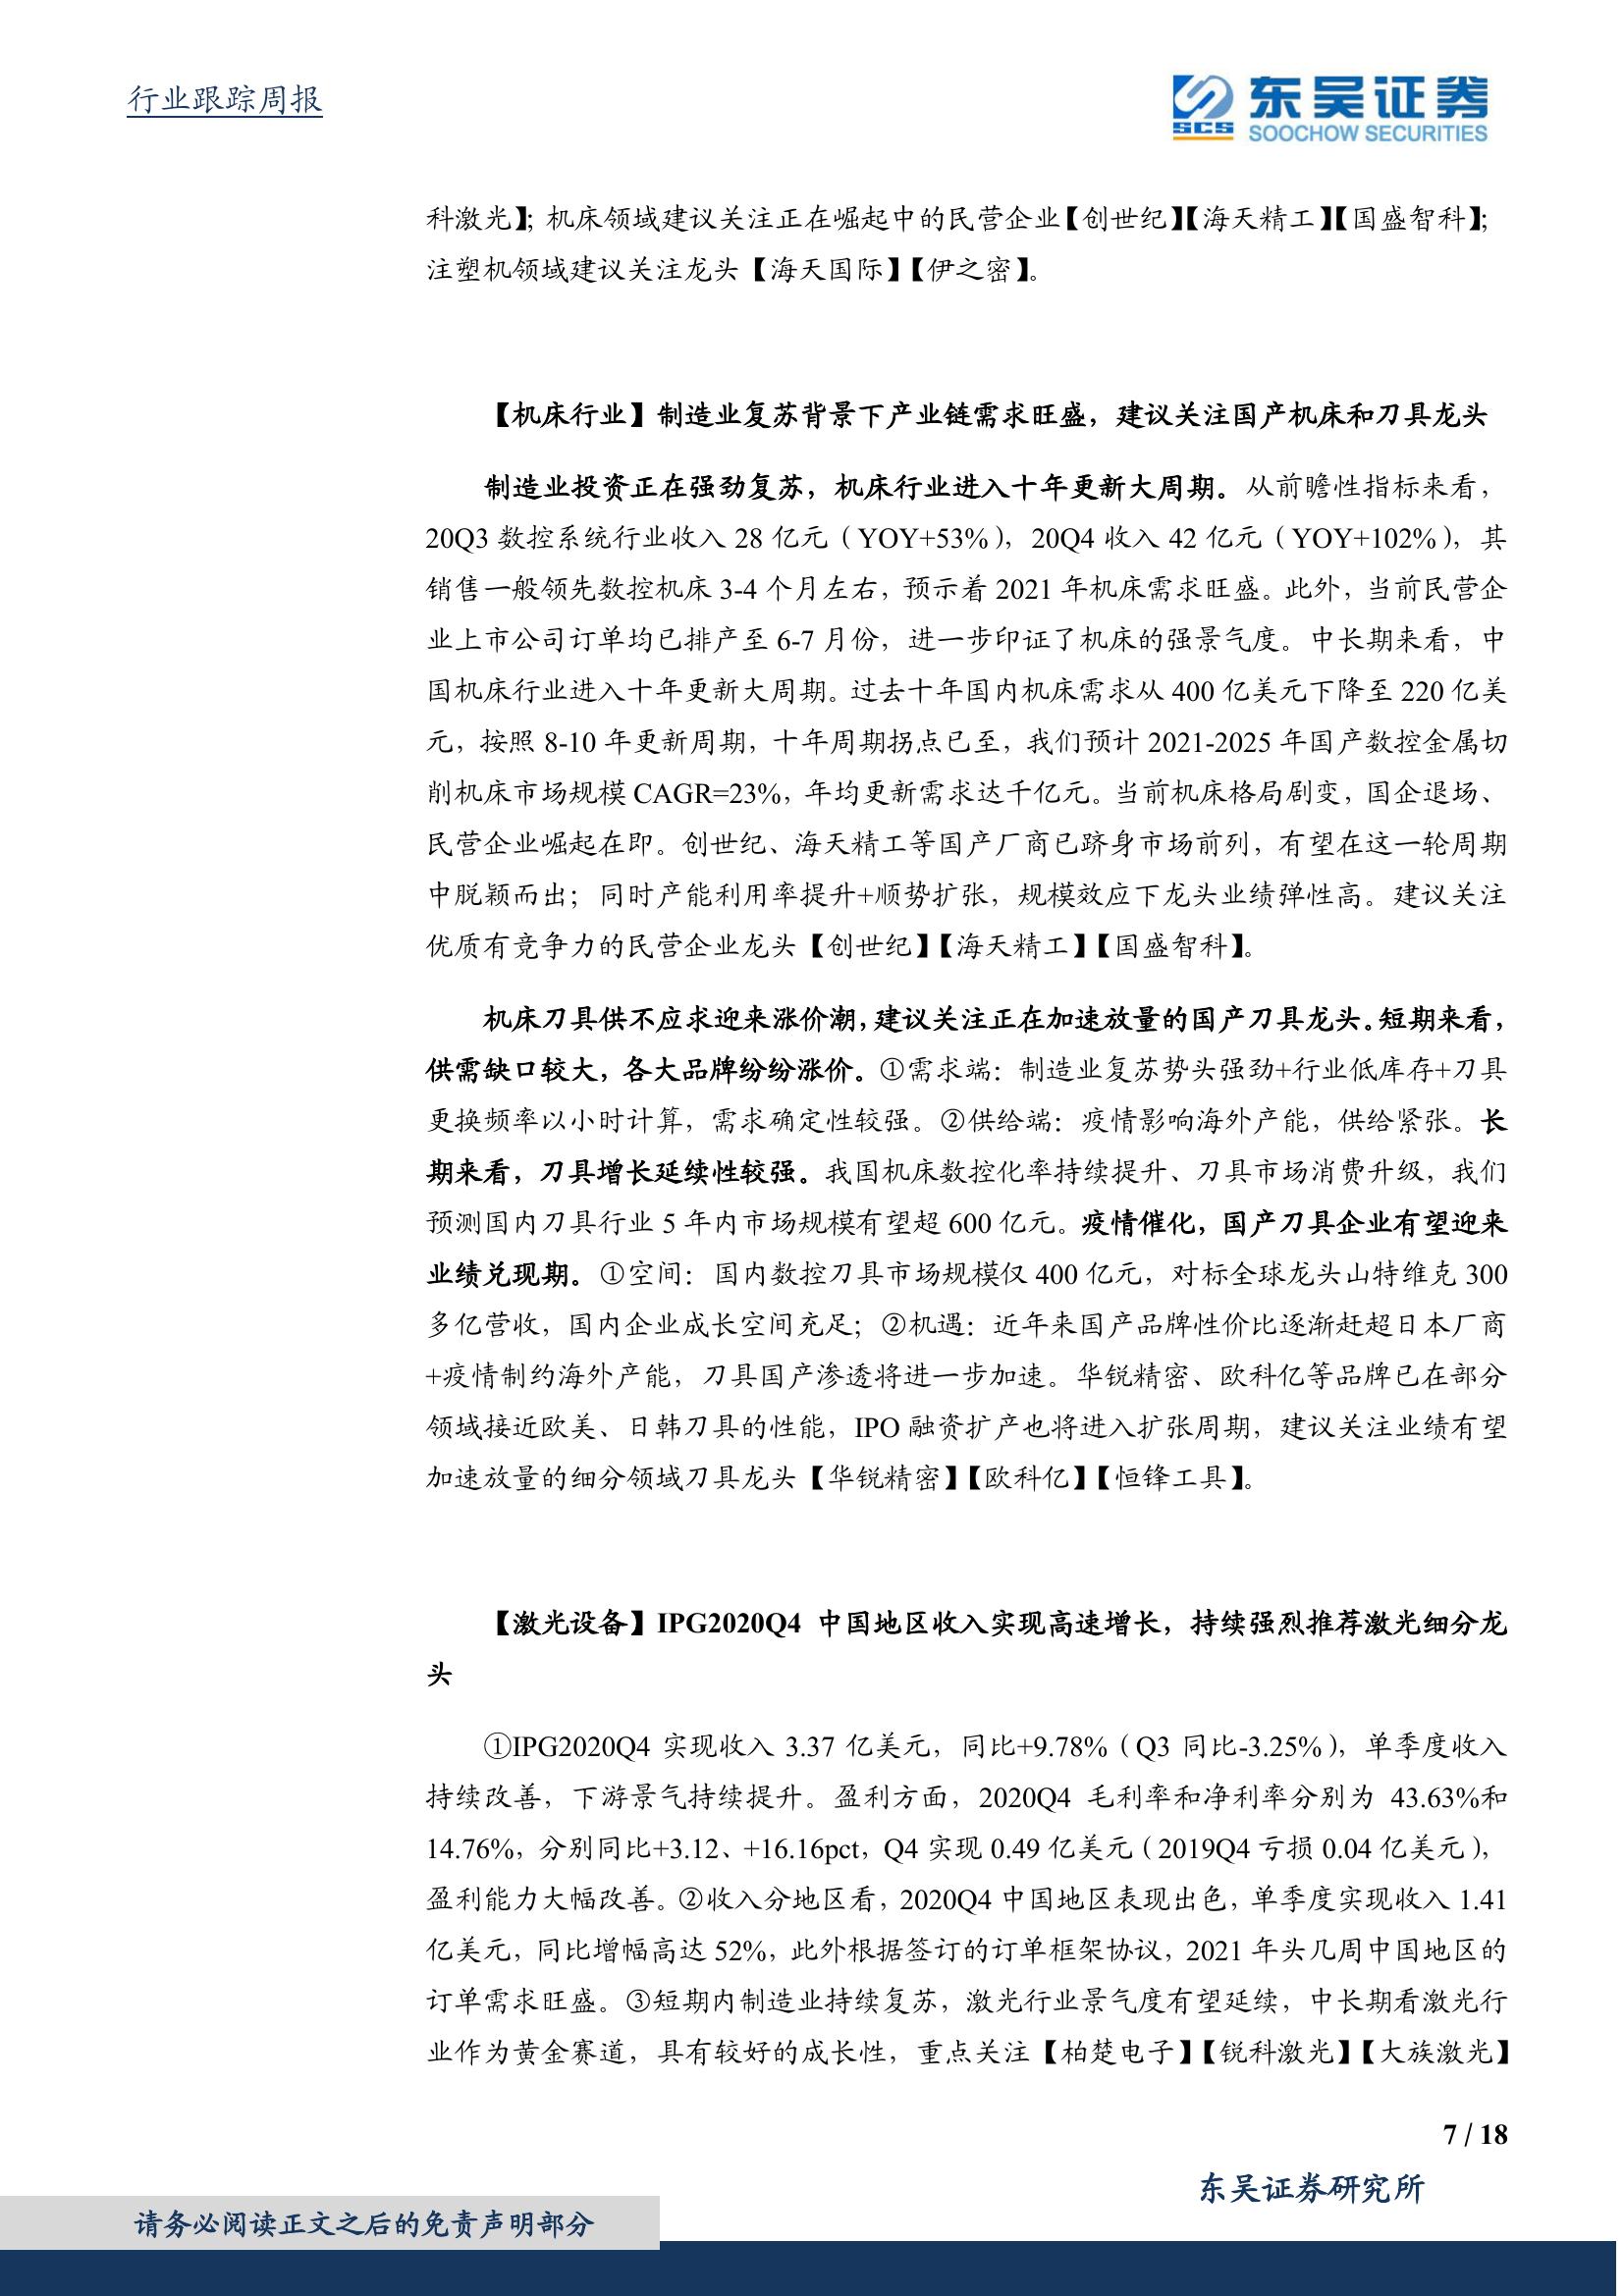 行业跟踪周报
SCS 东吴证券
SOOCHOW SECURITIES
科激光】；机床领域建议关注正在崛起中的民营企业【创世纪】【海天精工】【国盛智科】；
注塑机领域建议关注龙头【海天国际】【伊之密】。
【机床行业】制造业复苏背景下产业链需求旺盛，建议关注国产机床和刀具龙头
制造业投资正在强劲复苏，机床行业进入十年更新大周期。从前瞻性指标来看，
20Q3 数控系统行业收入 28 亿元（YOY+53%），20Q4 收入 42 亿元（YOY+102%），其
销售一般领先数控机床 3-4 个月左右，预示着 2021 年机床需求旺盛。此外，当前民营企
业上市公司订单均已排产至 6-7 月份，进一步印证了机床的强景气度。中长期来看，中
国机床行业进入十年更新大周期。过去十年国内机床需求从 400 亿美元下降至 220 亿美
元，按照 8-10 年更新周期，十年周期拐点已至，我们预计 2021-2025 年国产数控金属切
削机床市场规模 CAGR=23%，年均更新需求达千亿元。当前机床格局剧变，国企退场、
民营企业崛起在即。创世纪、海天精工等国产厂商已跻身市场前列，有望在这一轮周期
中脱颖而出；同时产能利用率提升+顺势扩张，规模效应下龙头业绩弹性高。建议关注
优质有竞争力的民营企业龙头【创世纪】【海天精工】【国盛智科】。
机床刀具供不应求迎来涨价潮，建议关注正在加速放量的国产刀具龙头。短期来看，
供需缺口较大，各大品牌纷纷涨价。①需求端：制造业复苏势头强劲+行业低库存+刀具
更换频率以小时计算，需求确定性较强。②供给端：疫情影响海外产能，供给紧张。长
期来看，刀具增长延续性较强。我国机床数控化率持续提升、刀具市场消费升级，我们
预测国内刀具行业 5 年内市场规模有望超 600 亿元。疫情催化，国产刀具企业有望迎来
业绩兑现期。①空间：国内数控刀具市场规模仅 400 亿元，对标全球龙头山特维克 300
多亿营收，国内企业成长空间充足；②机遇：近年来国产品牌性价比逐渐赶超日本厂商
+疫情制约海外产能，刀具国产渗透将进一步加速。华锐精密、欧科亿等品牌已在部分
领域接近欧美、日韩刀具的性能，IPO 融资扩产也将进入扩张周期，建议关注业绩有望
加速放量的细分领域刀具龙头【华锐精密】【欧科亿】【恒锋工具】。
【激光设备】IPG2020Q4 中国地区收入实现高速增长，持续强烈推荐激光细分龙
头
①IPG2020Q4 实现收入 3.37 亿美元，同比+9.78%（Q3 同比-3.25%），单季度收入
持续改善，下游景气持续提升。盈利方面，2020Q4 毛利率和净利率分别为 43.63%和
14.76%，分别同比+3.12、+16.16pct，Q4 实现 0.49 亿美元（2019Q4 亏损 0.04 亿美元），
盈利能力大幅改善。②收入分地区看，2020Q4 中国地区表现出色，单季度实现收入 1.41
亿美元，同比增幅高达 52%，此外根据签订的订单框架协议，2021 年头几周中国地区的
订单需求旺盛。③短期内制造业持续复苏，激光行业景气度有望延续，中长期看激光行
业作为黄金赛道，具有较好的成长性，重点关注【柏楚电子】【锐科激光】【大族激光】
7 / 18
东吴证券研究所
请务必阅读正文之后的免责声明部分